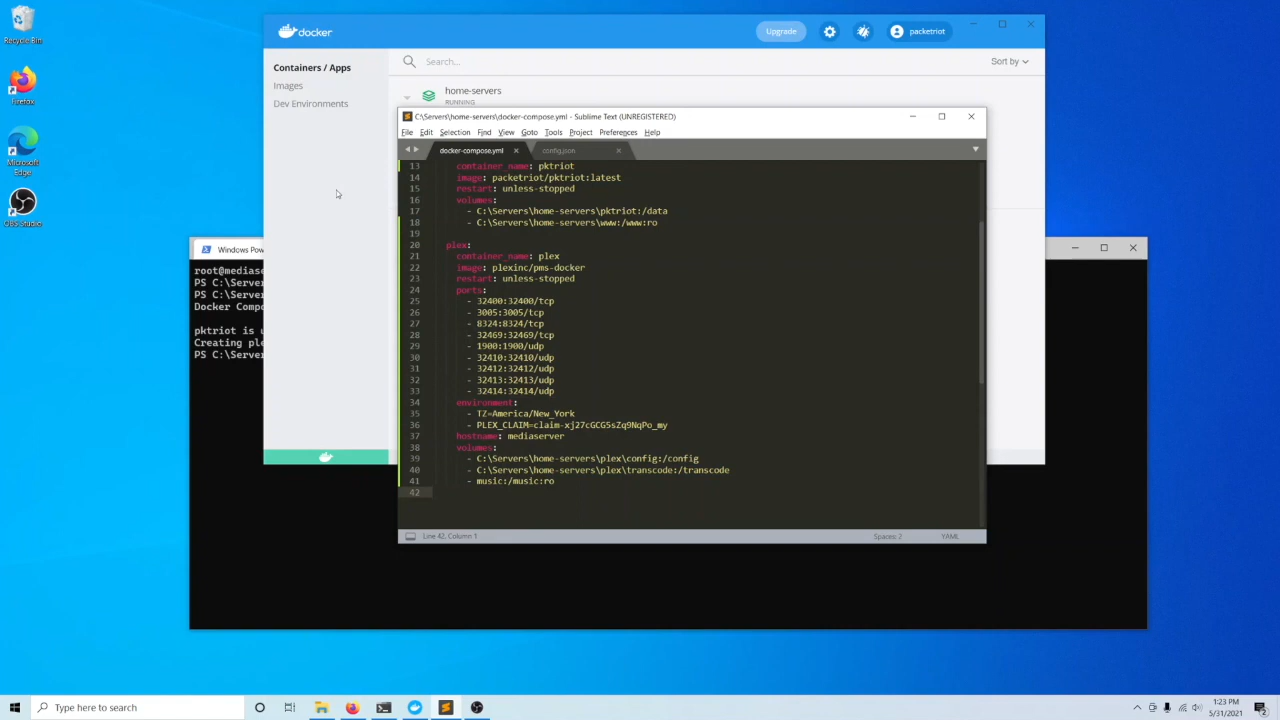 Recycle Bin
Firefox
Microsoft
Edge
OBS Studio
docker
Upgrade
packetriot
Containers / Apps
Images
Dev Environments
Search...
Sort by
home-servers
RUNNING
C:\Servers\home-servers\docker-compose.yml - Sublime Text (UNREGISTERED)
File Edit Selection Find View Goto Tools Project Preferences Help
docker-compose.yml
config.json
13 container_name: pktriot
14 image: packetriot/pktriot:latest
15 restart: unless-stopped
16 volumes:
17 - C:\Servers\home-servers\pktriot:/data
18 - C:\Servers\home-servers\www:/www:ro
19
20 plex:
21 container_name: plex
22 image: plexinc/pms-docker
23 restart: unless-stopped
24 ports:
25 - 32400:32400/tcp
26 - 3005:3005/tcp
27 - 8324:8324/tcp
28 - 32469:32469/tcp
29 - 1900:1900/udp
30 - 32410:32410/udp
31 - 32412:32412/udp
32 - 32413:32413/udp
33 - 32414:32414/udp
34 environment:
35 - TZ=America/New_York
36 - PLEX_CLAIM=claim-xj27cGCG5sZq9NqPo_my
37 hostname: mediaserver
38 volumes:
39 - C:\Servers\home-servers\plex\config:/config
40 - C:\Servers\home-servers\plex\transcode:/transcode
41 - music:/music:ro
42
Line 42, Column 1
Spaces: 2
YAML
Windows Pow
root@mediase
PS C:\Server
PS C:\Server
Docker Compo
pktriot is u
Creating ple
PS C:\Server
Type here to search
1:23 PM
5/31/2021
2